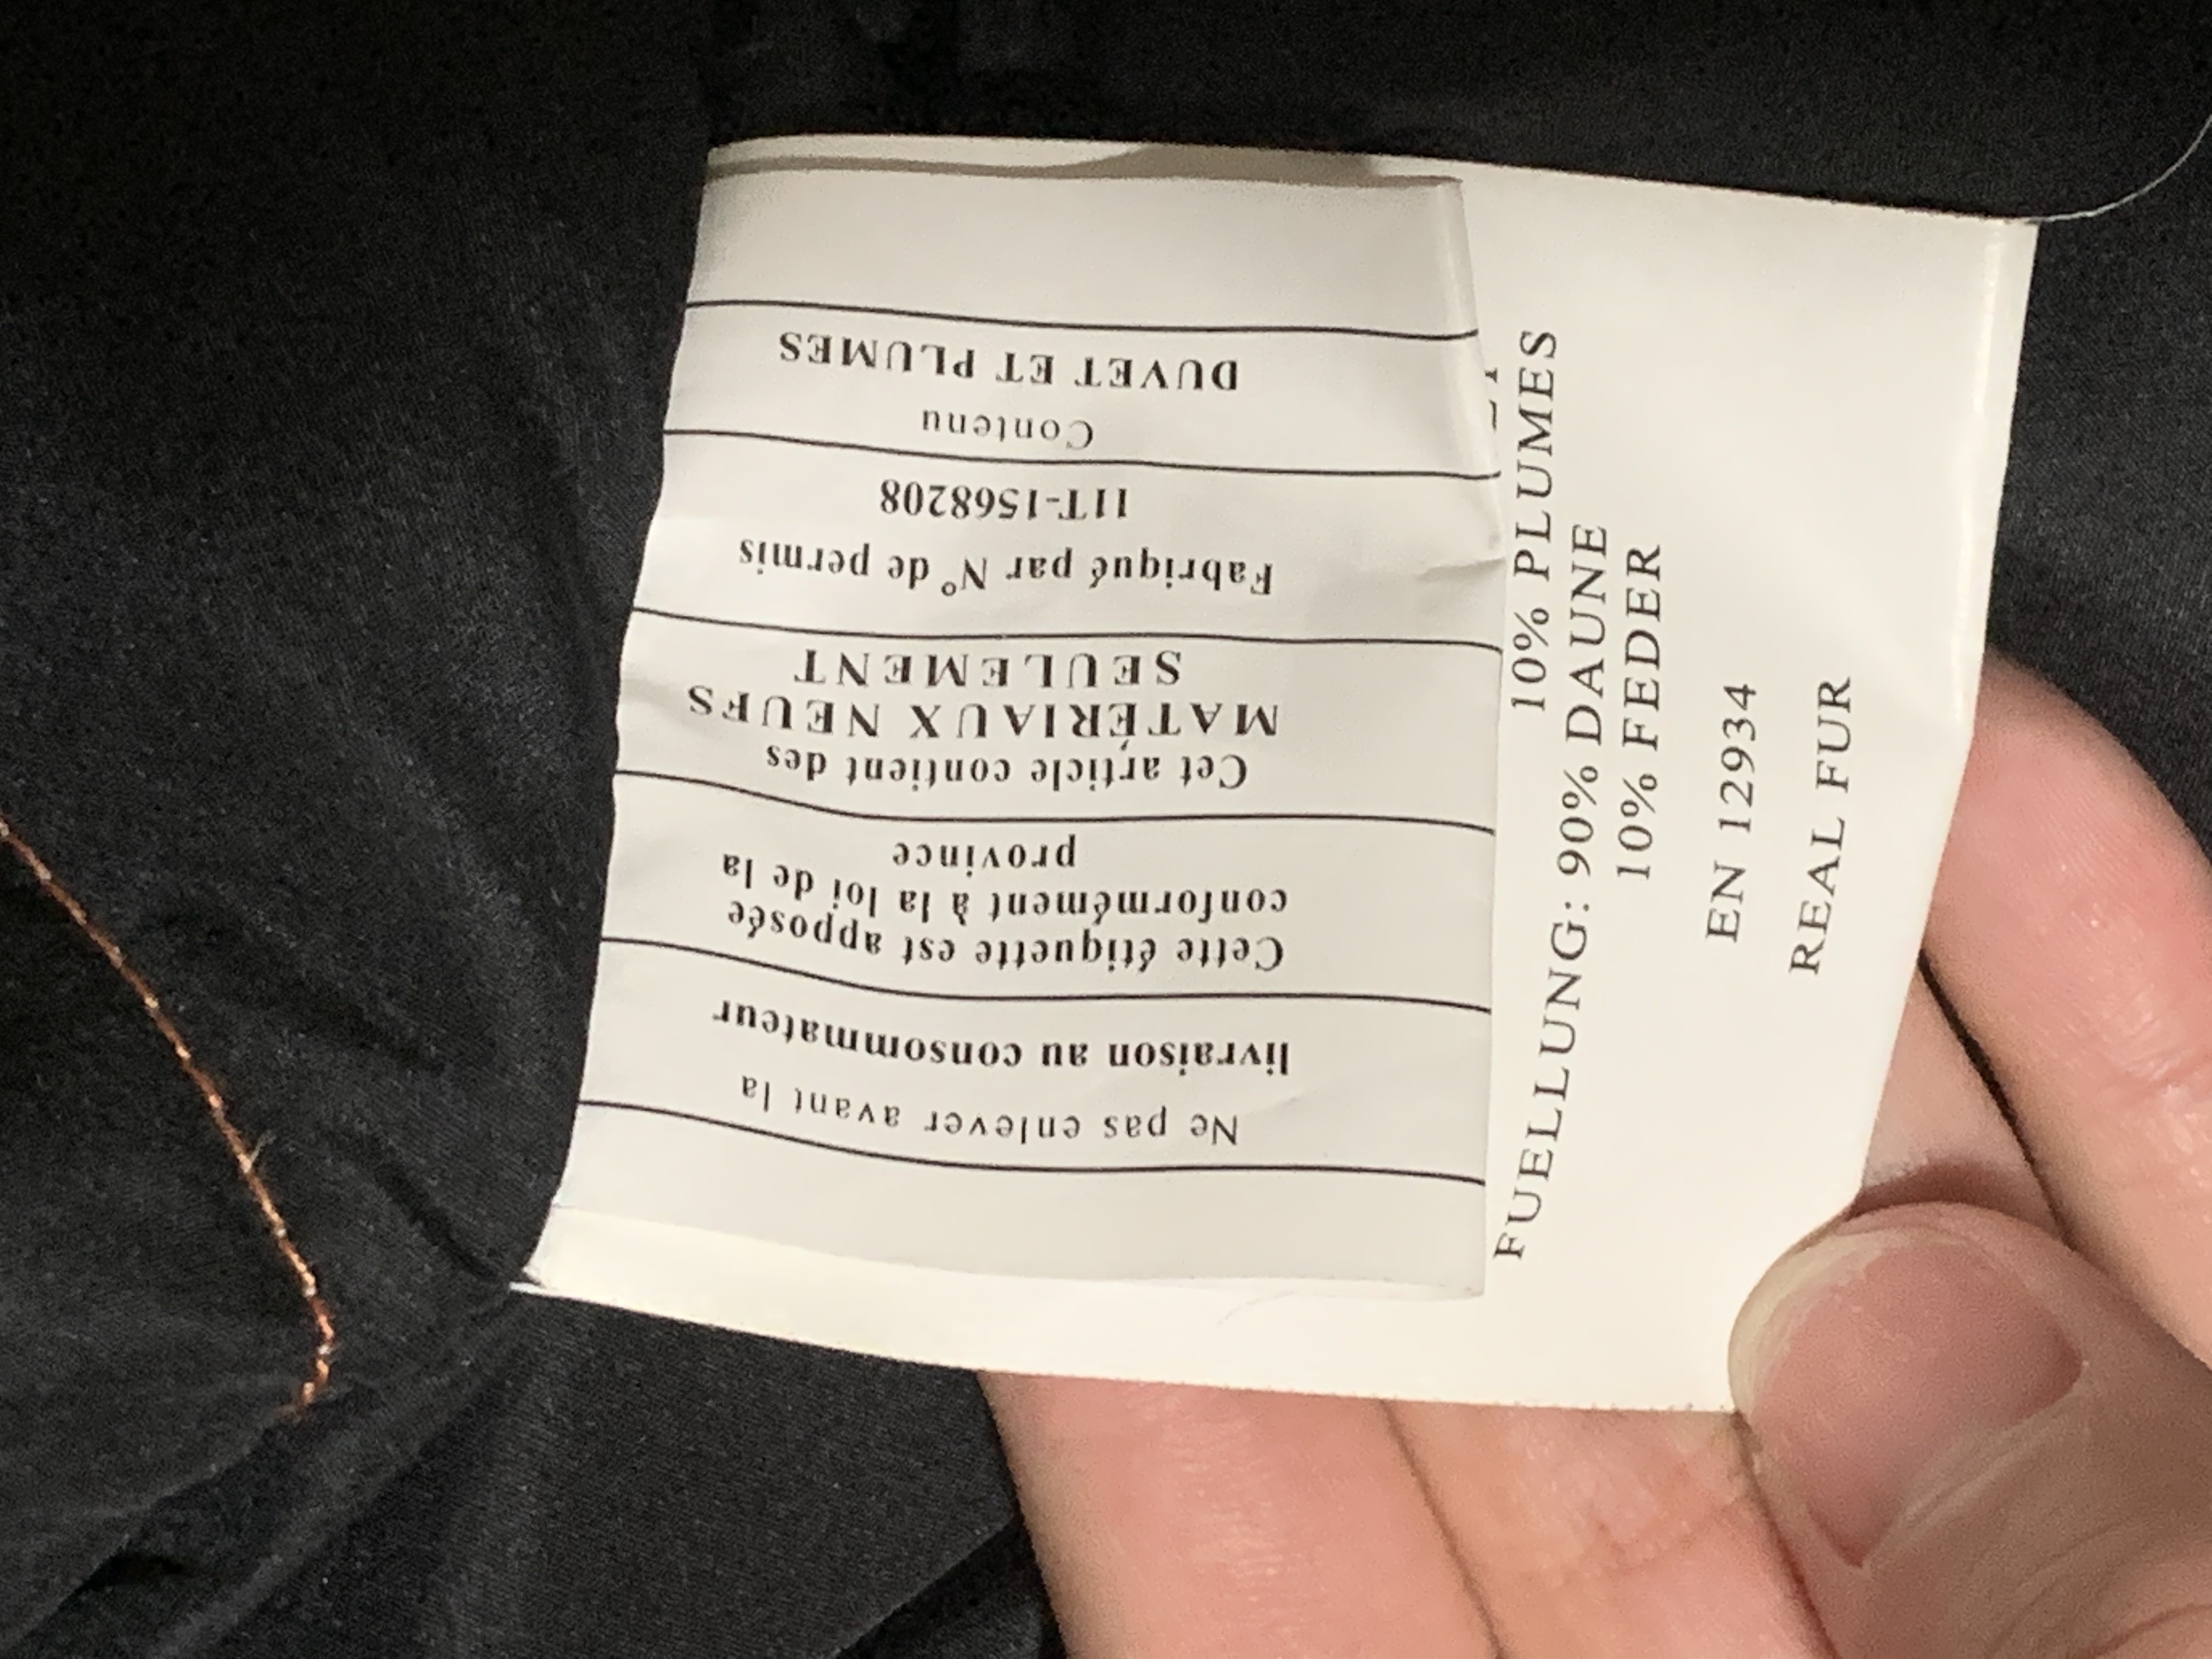 Ne pas enlever avant la
livraison au consommateur
Cette étiquette est apposée
conformément à la loi de la
province
Cet article contient des
MATÉRIAUX NEUFS
SEULEMENT
Fabriqué par N° de permis
11T-1568208
Contenu
DUVET ET PLUMES
10% PLUMES
FUELLUNG: 90% DAUNE
10% FEDER
EN 12934
REAL FUR